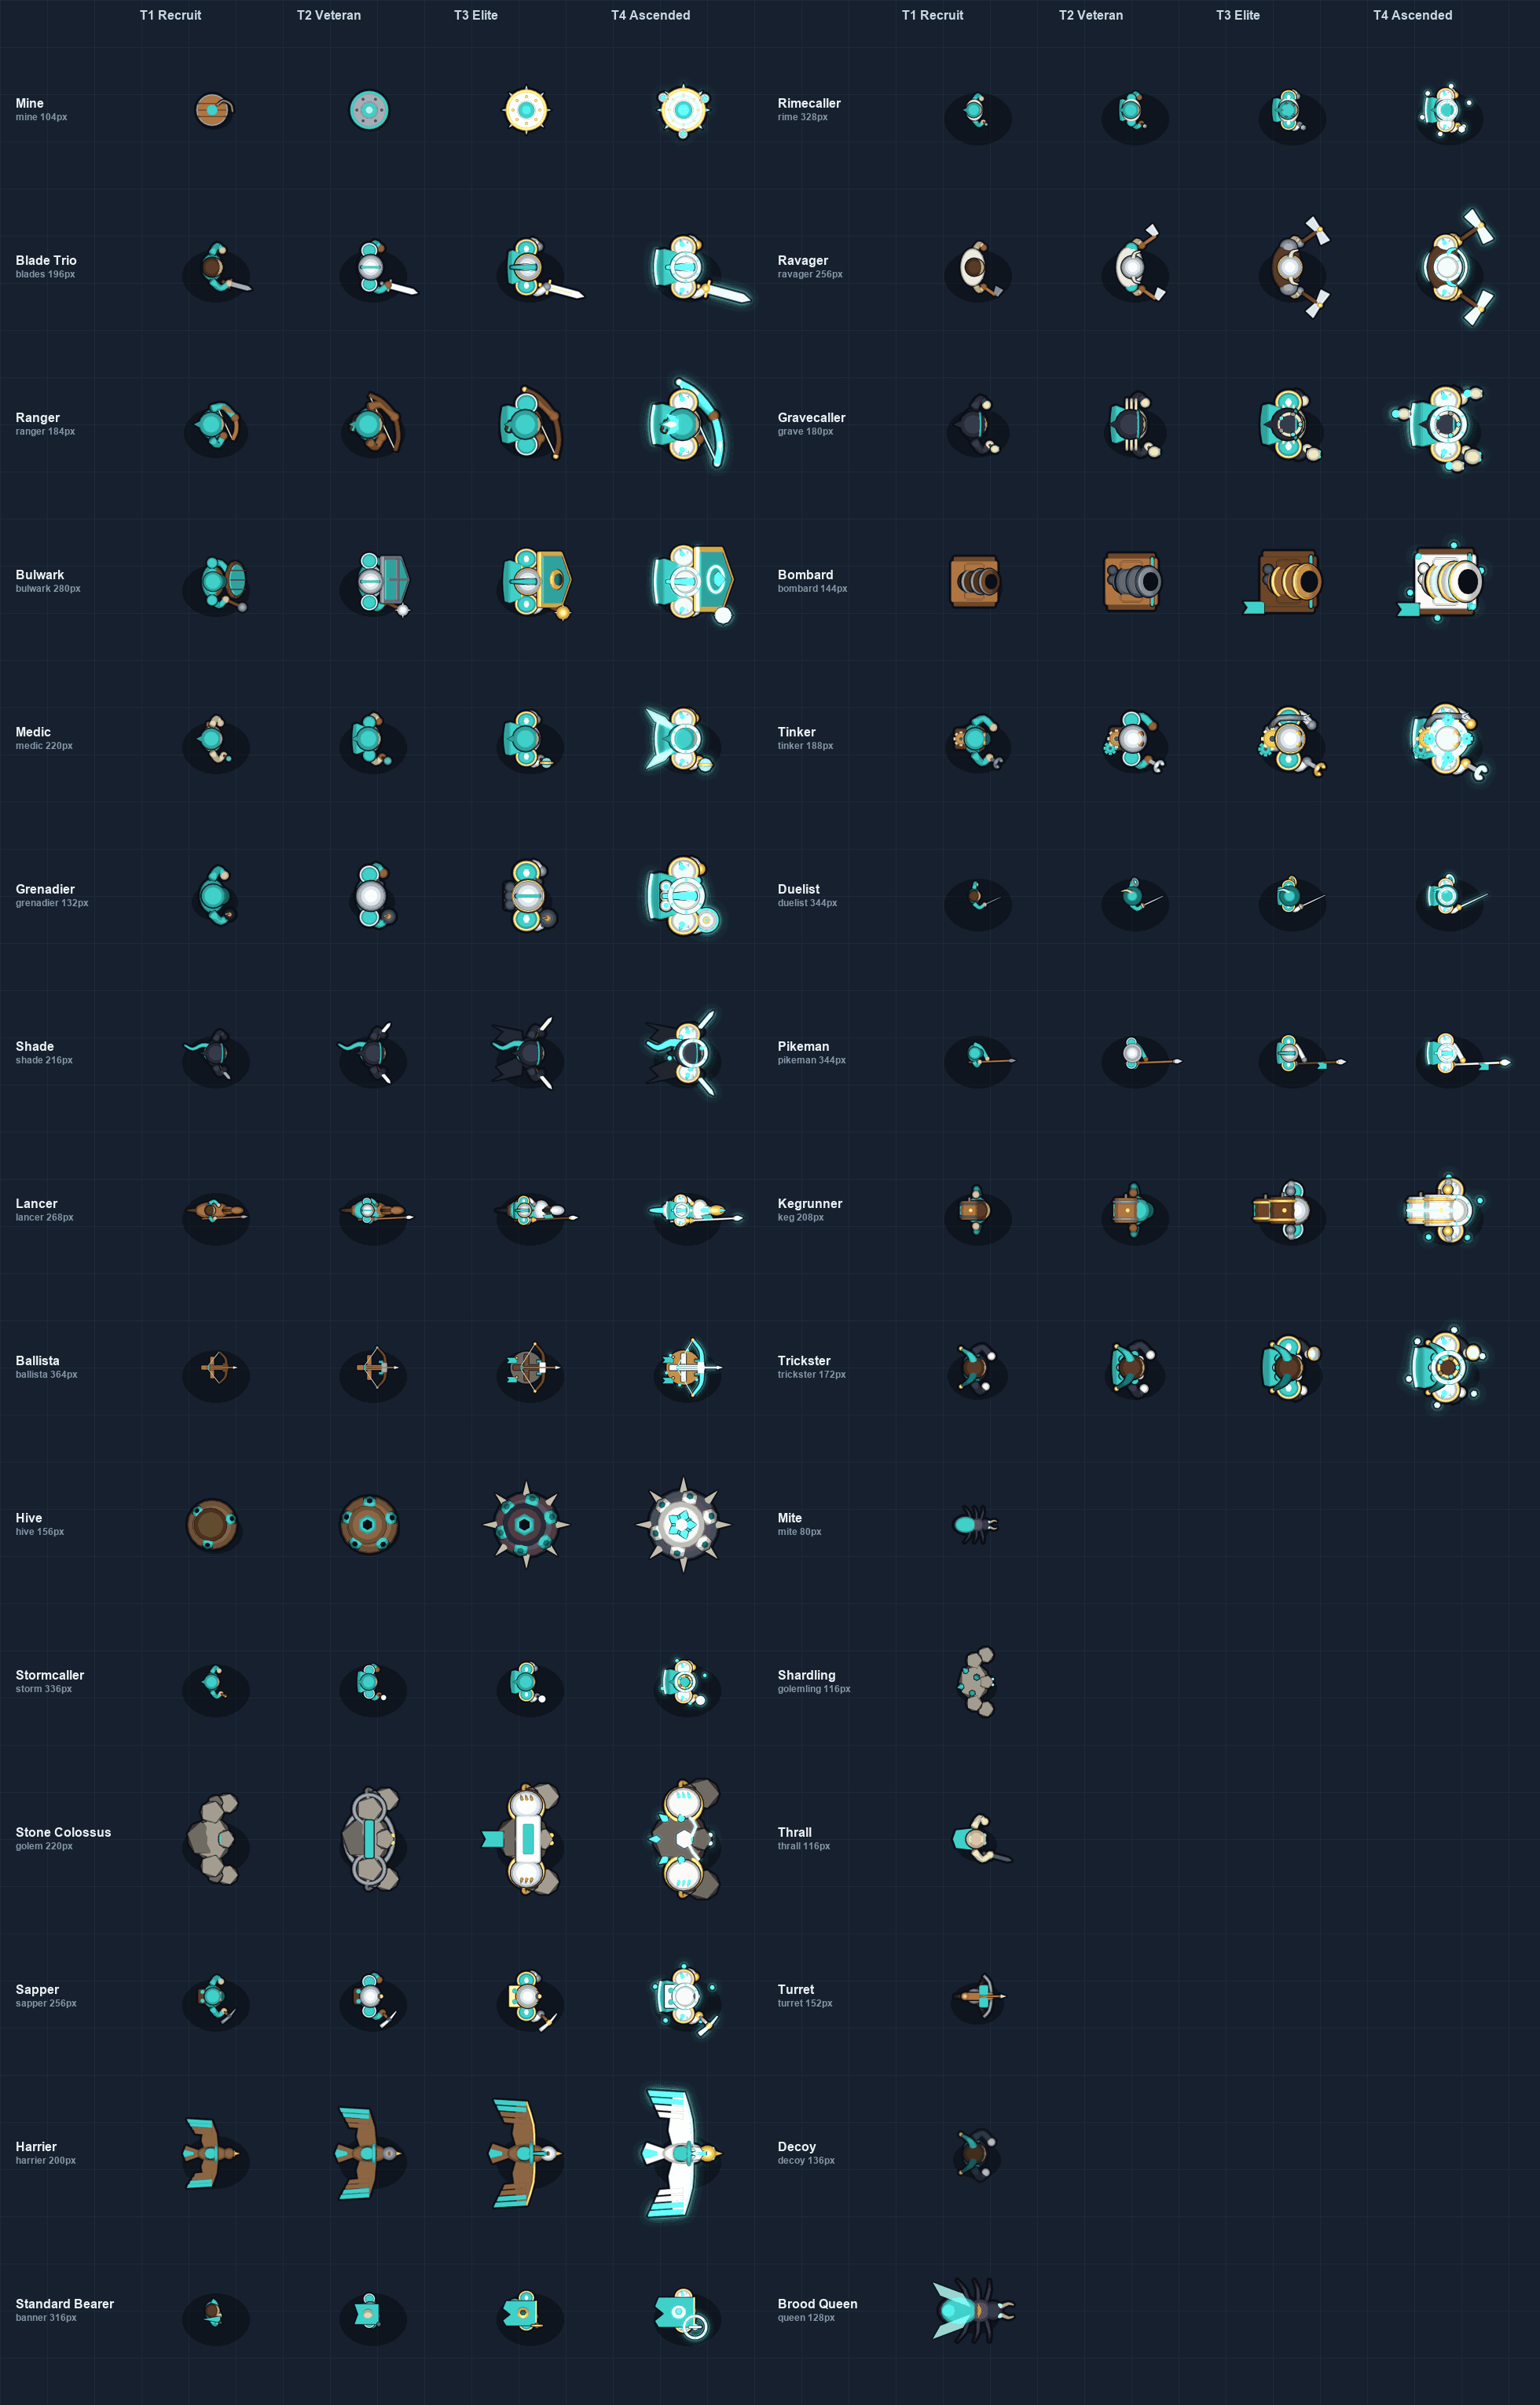 T1 Recruit T2 Veteran T3 Elite T4 Ascended T1 Recruit T2 Veteran T3 Elite T4 Ascended
Mine
mine 104px
Rimecaller
rime 328px
Blade Trio
blades 196px
Ravager
ravager 256px
Ranger
ranger 184px
Gravecaller
grave 180px
Bulwark
bulwark 280px
Bombard
bombard 144px
Medic
medic 220px
Tinker
tinker 188px
Grenadier
grenadier 132px
Duelist
duelist 344px
Shade
shade 216px
Pikeman
pikeman 344px
Lancer
lancer 268px
Kegrunner
keg 208px
Ballista
ballista 364px
Trickster
trickster 172px
Hive
hive 156px
Mite
mite 80px
Stormcaller
storm 336px
Shardling
golemling 116px
Stone Colossus
golem 220px
Thrall
thrall 116px
Sapper
sapper 256px
Turret
turret 152px
Harrier
harrier 200px
Decoy
decoy 136px
Standard Bearer
banner 316px
Brood Queen
queen 128px